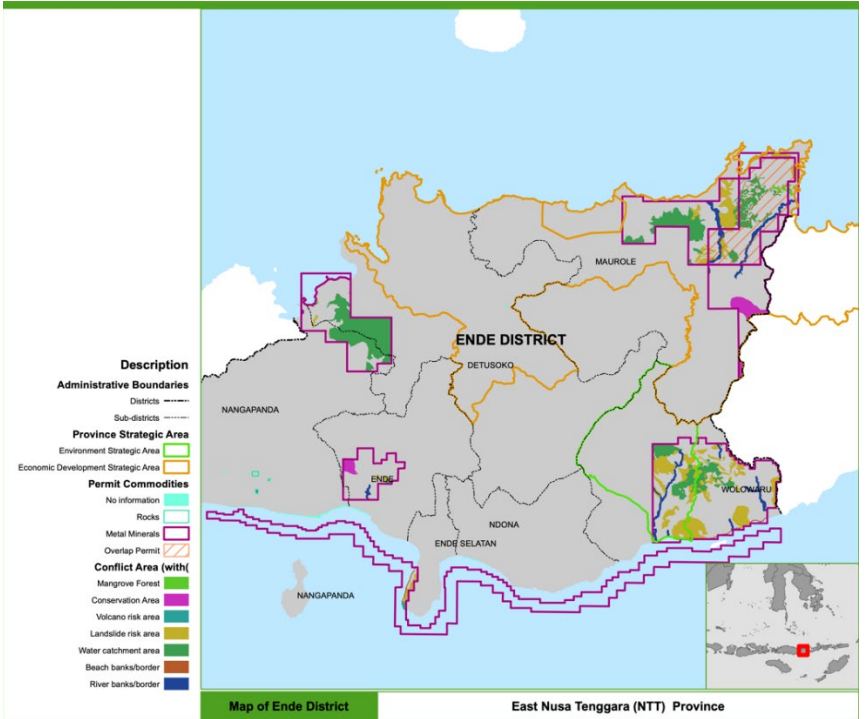 MAUROLE
ENDE DISTRICT
DETUSOKO
NANGAPANDA
ENDE
WOLOWARU
NDONA
ENDE SELATAN
NANGAPANDA
Description
Administrative Boundaries
Districts
Sub-districts
Province Strategic Area
Environment Strategic Area
Economic Development Strategic Area
Permit Commodities
No information
Rocks
Metal Minerals
Overlap Permit
Conflict Area (with(
Mangrove Forest
Conservation Area
Volcano risk area
Landslide risk area
Water catchment area
Beach banks/border
River banks/border
Map of Ende District
East Nusa Tenggara (NTT) Province